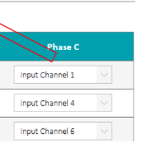 Phase C
Input Channel 1
Input Channel 4
Input Channel 6